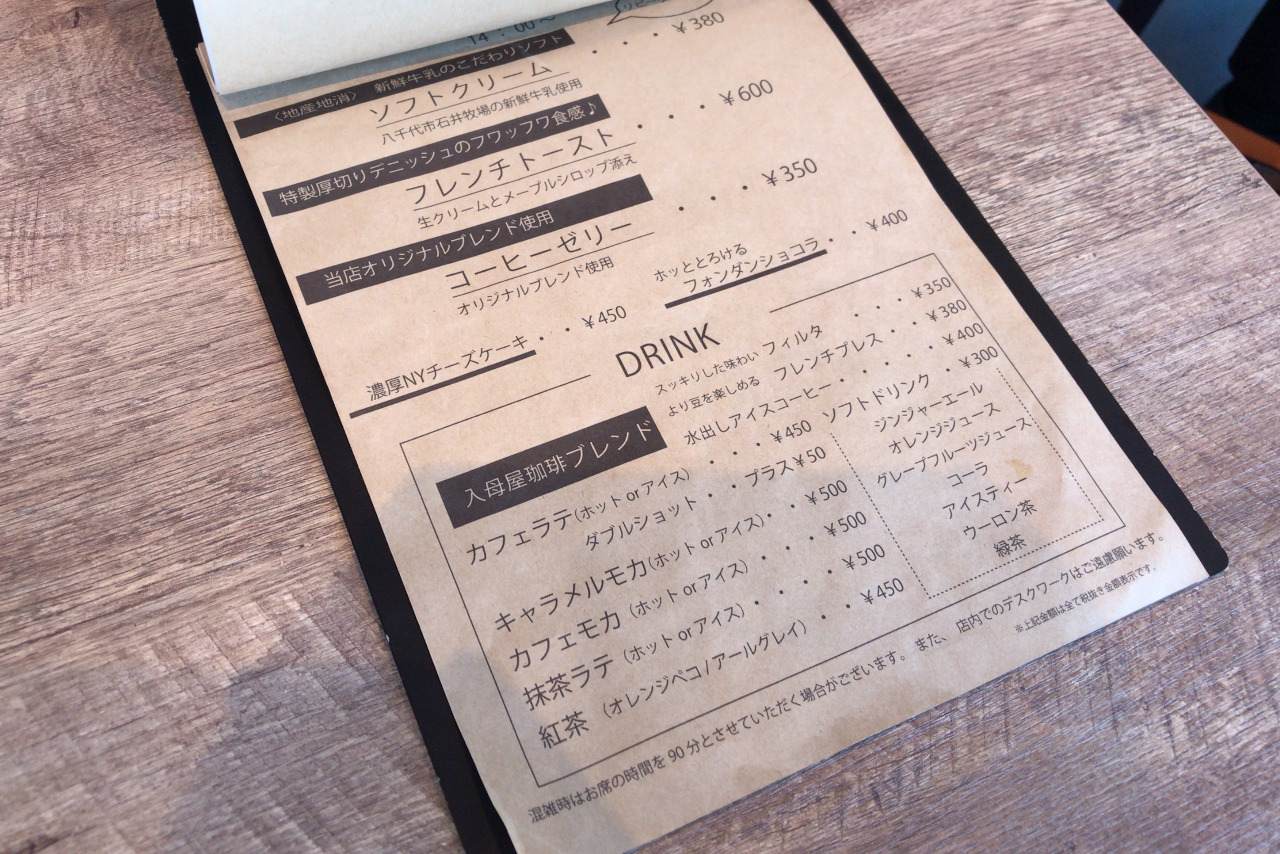 14：00～
〈地産地消〉 新鮮牛乳のこだわりソフト
ソフトクリーム ・・・・ ¥380
八千代市石井牧場の新鮮牛乳使用
特製厚切りデニッシュのフワッフワ食感♪
フレンチトースト ・・・ ¥600
生クリームとメープルシロップ添え
当店オリジナルブレンド使用
コーヒーゼリー ・・・ ¥350
オリジナルブレンド使用
濃厚NYチーズケーキ ・・ ¥450
ホッととろける
フォンダンショコラ ・・ ¥400
DRINK
入母屋珈琲ブレンド
スッキリした味わい フィルタ ・・・ ¥350
より豆を楽しめる フレンチプレス ・・ ¥380
水出しアイスコーヒー ・・・・・ ¥400
カフェラテ(ホット or アイス) ・・・ ¥450
ダブルショット ・・ プラス¥50
キャラメルモカ(ホット or アイス)・・ ¥500
カフェモカ (ホット or アイス) ・・・ ¥500
抹茶ラテ (ホット or アイス) ・・・ ¥500
紅茶 (オレンジペコ / アールグレイ) ・・ ¥450
ソフトドリンク ・ ¥300
ジンジャーエール
オレンジジュース
グレープフルーツジュース
コーラ
アイスティー
ウーロン茶
緑茶
混雑時はお席の時間を 90 分とさせていただく場合がございます。また、店内でのデスクワークはご遠慮願います。
※上記金額は全て税抜き金額表示です。